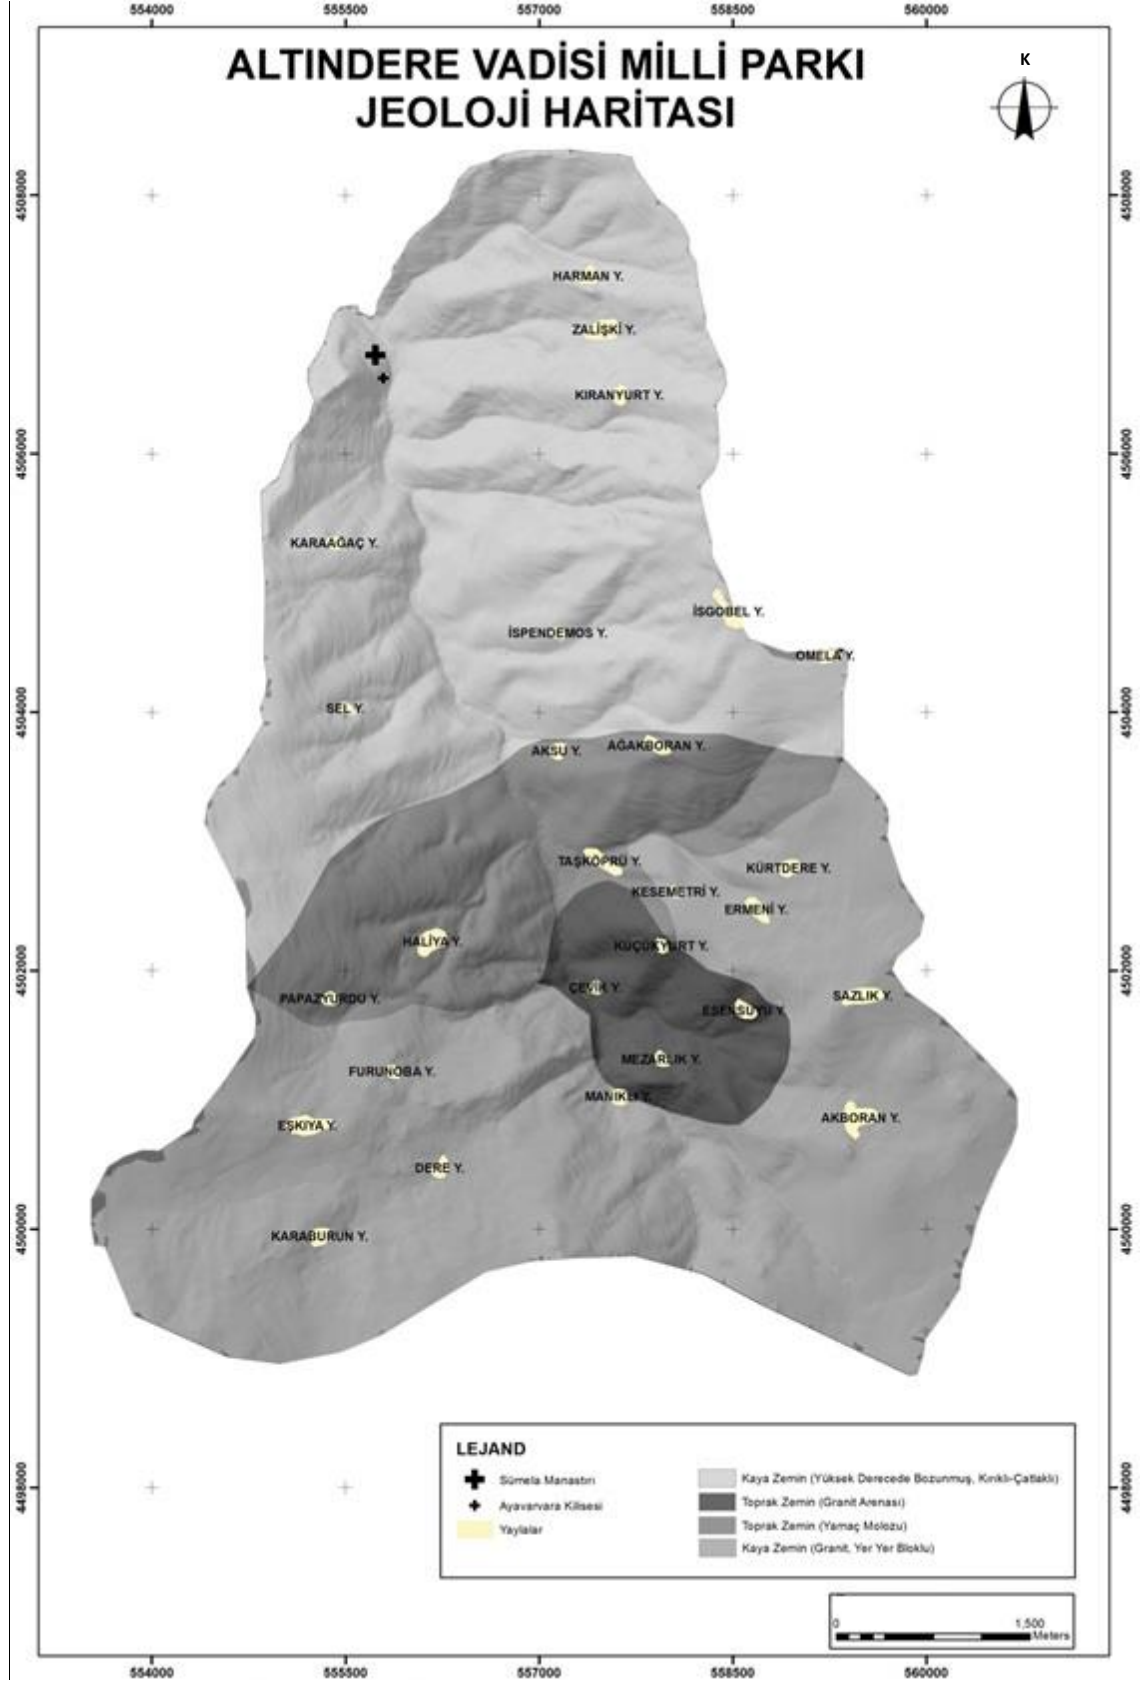 554000 555500 557000 558500 560000
ALTINDERE VADİSİ MİLLİ PARKI
JEOLOJİ HARİTASI
K
4508000 4508000
HARMAN Y.
ZALİŞKİ Y.
KIRANYURT Y.
4506000 4506000
KARAAĞAÇ Y.
İSGOBEL Y.
İSPENDEMOS Y.
OMELA Y.
SEL Y.
4504000 4504000
AKSU Y.
AĞAKBORAN Y.
TAŞKÖPRÜ Y.
KÜRTDERE Y.
KESEMETRİ Y.
ERMENİ Y.
HALİYA Y.
KÜÇÜKYURT Y.
4502000 4502000
ÇEVİK Y.
PAPAZYURDU Y.
SAZLIK Y.
ESENSUYU Y.
MEZARLIK Y.
FURUNOBA Y.
MANIKLI Y.
EŞKIYA Y.
AKBORAN Y.
DERE Y.
KARABURUN Y.
4500000 4500000
LEJAND
Sümela Manastırı
Ayavarvara Kilisesi
Yaylalar
Kaya Zemin (Yüksek Derecede Bozunmuş, Kırıklı-Çatlaklı)
Toprak Zemin (Granit Arenası)
Toprak Zemin (Yamaç Molozu)
Kaya Zemin (Granit, Yer Yer Bloklu)
4498000 4498000
0 1,500
Meters
554000 555500 557000 558500 560000